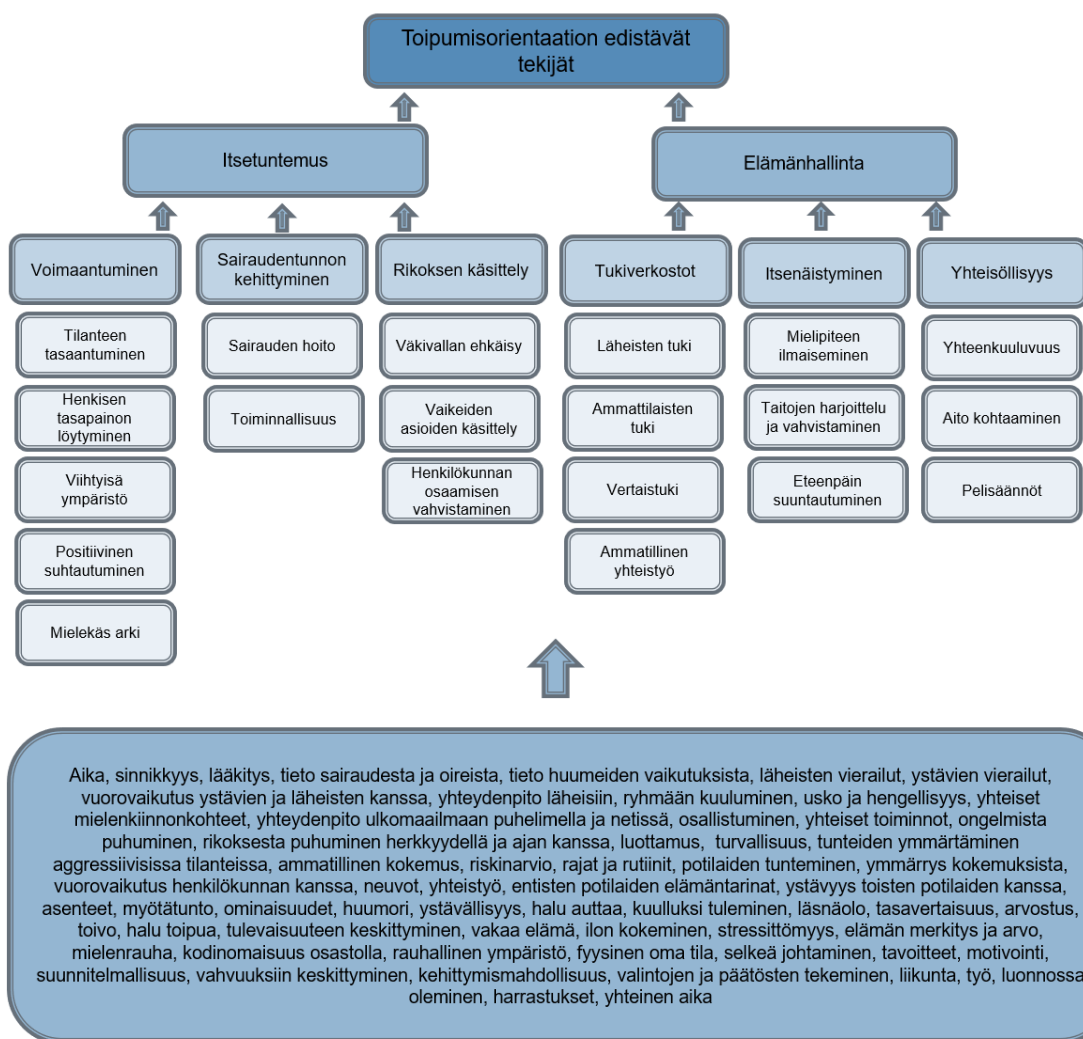 Toipumisorientaation edistävät
tekijät
Itsetuntemus
Elämänhallinta
Voimaantuminen
Sairaudentunnon
kehittyminen
Rikoksen käsittely
Tukiverkostot
Itsenäistyminen
Yhteisöllisyys
Tilanteen
tasaantuminen
Henkisen
tasapainon
löytyminen
Viihtyisä
ympäristö
Positiivinen
suhtautuminen
Mielekäs arki
Sairauden hoito
Toiminnallisuus
Väkivallan ehkäisy
Vaikeiden
asioiden käsittely
Henkilökunnan
osaamisen
vahvistaminen
Läheisten tuki
Ammattilaisten
tuki
Vertaistuki
Ammatillinen
yhteistyö
Mielipiteen
ilmaiseminen
Taitojen harjoittelu
ja vahvistaminen
Eteenpäin
suuntautuminen
Yhteenkuuluvuus
Aito kohtaaminen
Pelisäännöt
Aika, sinnikkyys, lääkitys, tieto sairaudesta ja oireista, tieto huumeiden vaikutuksista, läheisten vierailut, ystävien vierailut,
vuorovaikutus ystävien ja läheisten kanssa, yhteydenpito läheisiin, ryhmään kuuluminen, usko ja hengellisyys, yhteiset
mielenkiinnonkohteet, yhteydenpito ulkomaailmaan puhelimella ja netissä, osallistuminen, yhteiset toiminnot, ongelmista
puhuminen, rikoksesta puhuminen herkkyydellä ja ajan kanssa, luottamus, turvallisuus, tunteiden ymmärtäminen
aggressiivisissa tilanteissa, ammatillinen kokemus, riskinarvio, rajat ja rutiinit, potilaiden tunteminen, ymmärrys kokemuksista,
vuorovaikutus henkilökunnan kanssa, neuvot, yhteistyö, entisten potilaiden elämäntarinat, ystävyys toisten potilaiden kanssa,
asenteet, myötätunto, ominaisuudet, huumori, ystävällisyys, halu auttaa, kuulluksi tuleminen, läsnäolo, tasavertaisuus, arvostus,
toivo, halu toipua, tulevaisuuteen keskittyminen, vakaa elämä, ilon kokeminen, stressittömyys, elämän merkitys ja arvo,
mielenrauha, kodinomaisuus osastolla, rauhallinen ympäristö, fyysinen oma tila, selkeä johtaminen, tavoitteet, motivointi,
suunnitelmallisuus, vahvuuksiin keskittyminen, kehittymismahdollisuus, valintojen ja päätösten tekeminen, liikunta, työ, luonnossa
oleminen, harrastukset, yhteinen aika